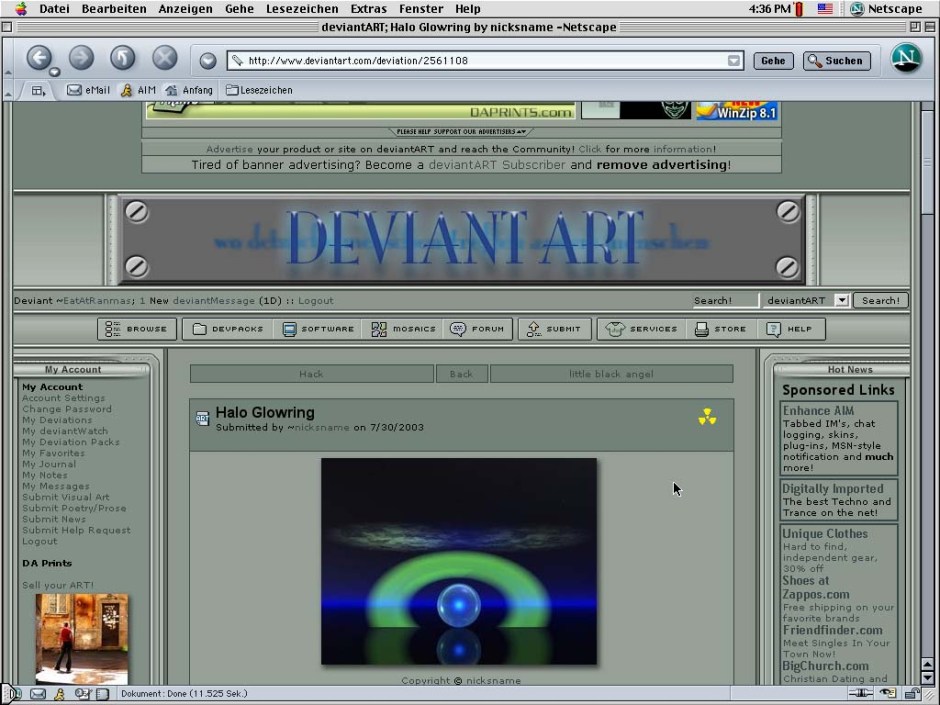 Datei Bearbeiten Anzeigen Gehe Lesezeichen Extras Fenster Help 4:36 PM Netscape
deviantART; Halo Glowring by nicksname -Netscape
http://www.deviantart.com/deviation/2561108 Gehe Suchen N
eMail AIM Anfang Lesezeichen
DAPRINTS.com WinZip 8.1
PLEASE HELP SUPPORT OUR ADVERTISERS
Advertise your product or site on deviantART and reach the Community! Click for more information!
Tired of banner advertising? Become a deviantART Subscriber and remove advertising!
DEVIANT ART
menschen
Deviant ~EatAtRanmas; 1 New deviantMessage (1D) :: Logout Search! deviantART Search!
BROWSE DEVPACKS SOFTWARE MOSAICS FORUM SUBMIT SERVICES STORE HELP
My Account
My Account
Account Settings
Change Password
My Deviations
My deviantWatch
My Deviation Packs
My Favorites
My Journal
My Notes
My Messages
Submit Visual Art
Submit Poetry/Prose
Submit News
Submit Help Request
Logout
DA Prints
Sell your ART!
Hack Back little black angel
ART Halo Glowring
Submitted by ~nicksname on 7/30/2003
Copyright © nicksname
Hot News
Sponsored Links
Enhance AIM
Tabbed IM's, chat
logging, skins,
plug-ins, MSN-style
notification and much
more!
Digitally Imported
The best Techno and
Trance on the net!
Unique Clothes
Hard to find,
independent gear,
30% off
Shoes at
Zappos.com
Free shipping on your
favorite brands
Friendfinder.com
Meet Singles In Your
Town Now!
BigChurch.com
Christian Dating and
Dokument: Done (11.525 Sek.)